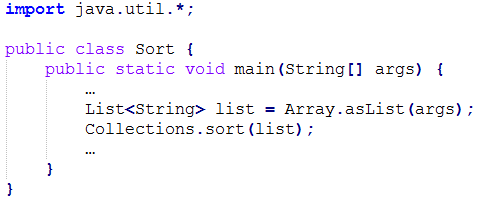 import java.util.*;
public class Sort {
public static void main(String[] args) {
…
List<String> list = Array.asList(args);
Collections.sort(list);
…
}
}